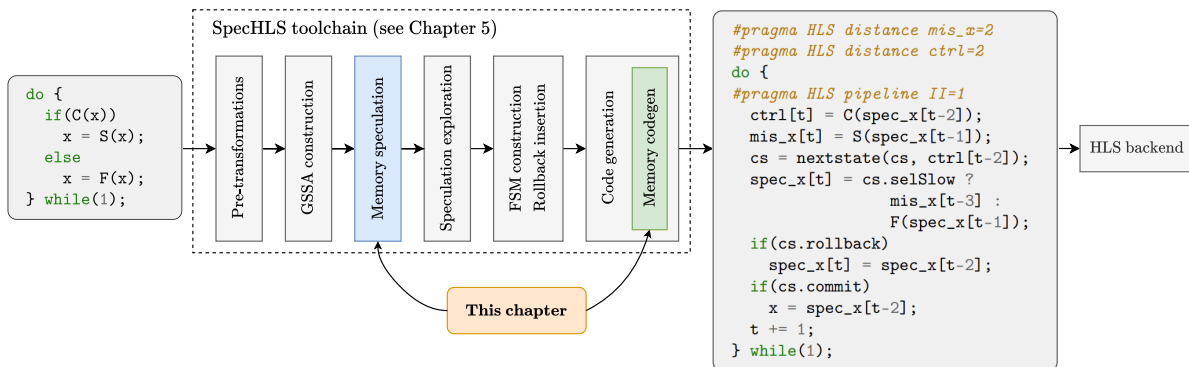 do {
  if(C(x))
    x = S(x);
  else
    x = F(x);
} while(1);
SpecHLS toolchain (see Chapter 5)
Pre-transformations
GSSA construction
Memory speculation
Speculation exploration
FSM construction
Rollback insertion
Code generation
Memory codegen
This chapter
#pragma HLS distance mis_x=2
#pragma HLS distance ctrl=2
do {
#pragma HLS pipeline II=1
  ctrl[t] = C(spec_x[t-2]);
  mis_x[t] = S(spec_x[t-1]);
  cs = nextstate(cs, ctrl[t-2]);
  spec_x[t] = cs.selSlow ?
                  mis_x[t-3] :
                  F(spec_x[t-1]);
  if(cs.rollback)
    spec_x[t] = spec_x[t-2];
  if(cs.commit)
    x = spec_x[t-2];
  t += 1;
} while(1);
HLS backend